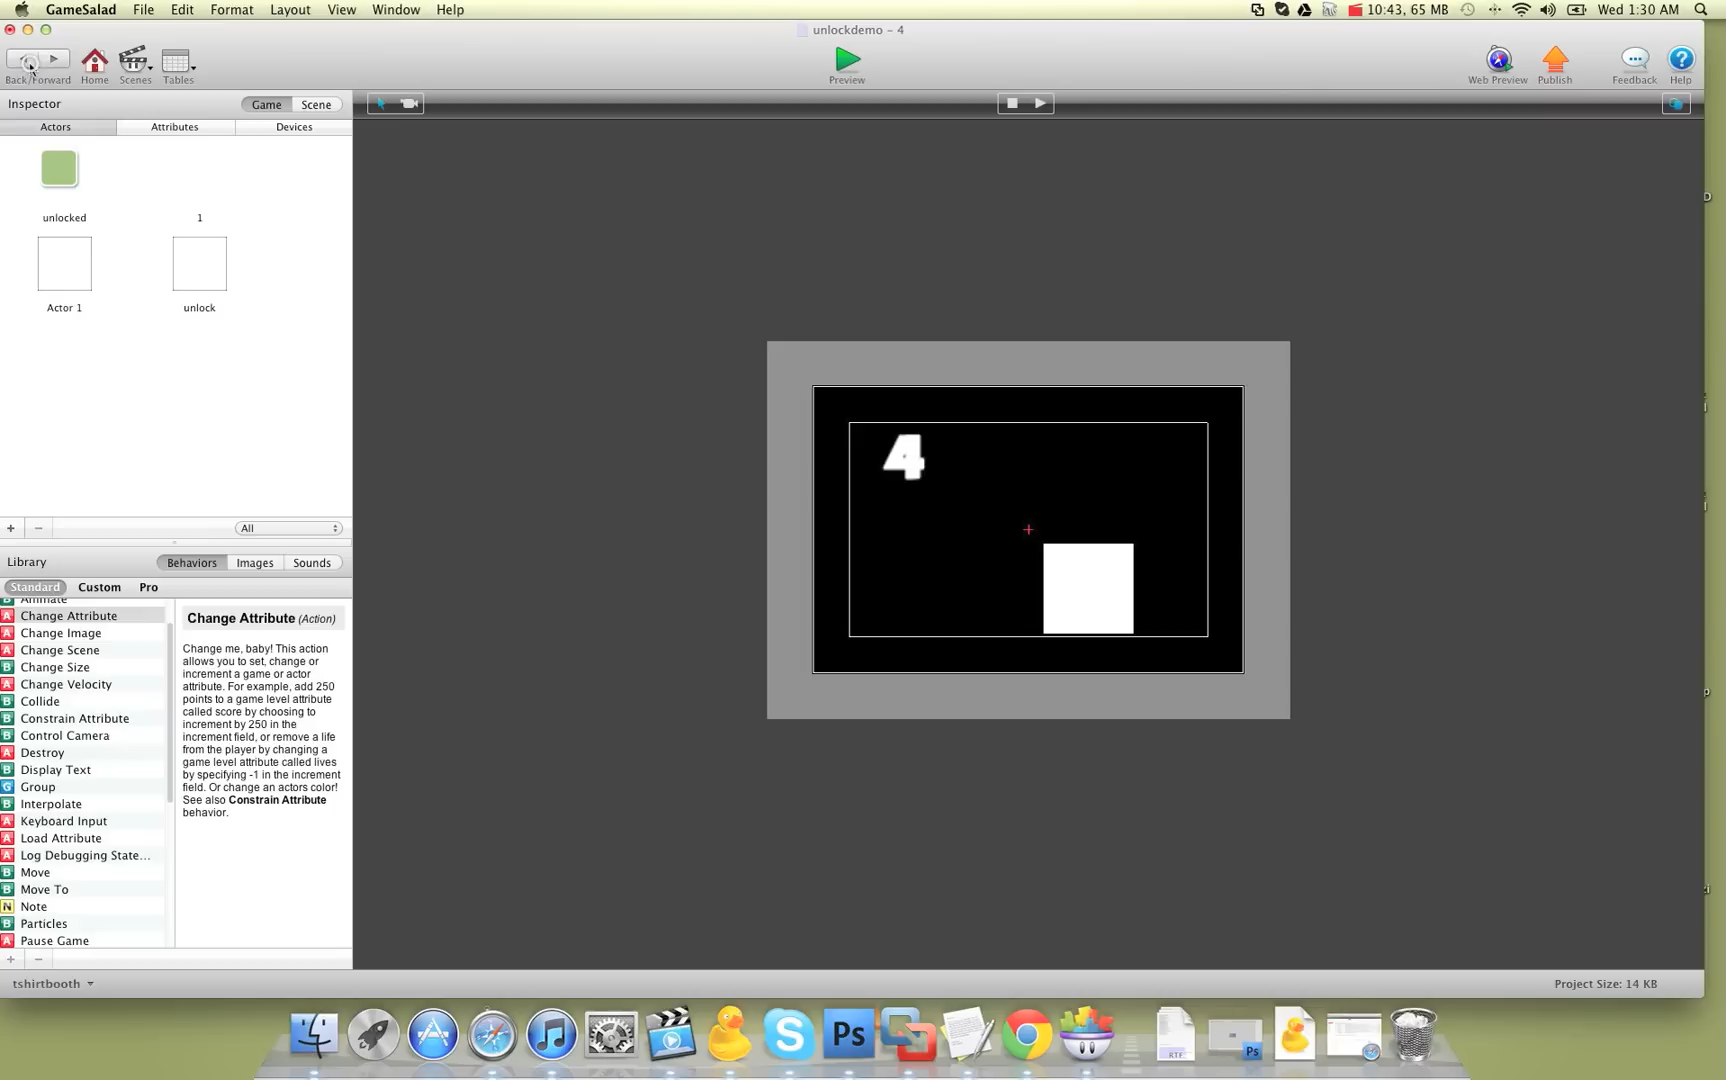 GameSalad File Edit Format Layout View Window Help
10:43, 65 MB Wed 1:30 AM
unlockdemo - 4
Back/Forward Home Scenes Tables Preview Web Preview Publish Feedback Help
Inspector Game Scene
Actors Attributes Devices
unlocked 1
Actor 1 unlock
4
All
Library Behaviors Images Sounds
Standard Custom Pro
Animate
Change Attribute
Change Image
Change Scene
Change Size
Change Velocity
Collide
Constrain Attribute
Control Camera
Destroy
Display Text
Group
Interpolate
Keyboard Input
Load Attribute
Log Debugging State...
Move
Move To
Note
Particles
Pause Game
Change Attribute (Action)
Change me, baby! This action
allows you to set, change or
increment a game or actor
attribute. For example, add 250
points to a game level attribute
called score by choosing to
increment by 250 in the
increment field, or remove a life
from the player by changing a
game level attribute called lives
by specifying -1 in the increment
field. Or change an actors color!
See also Constrain Attribute
behavior.
tshirtbooth
Project Size: 14 KB
Ps
RTF
Ps